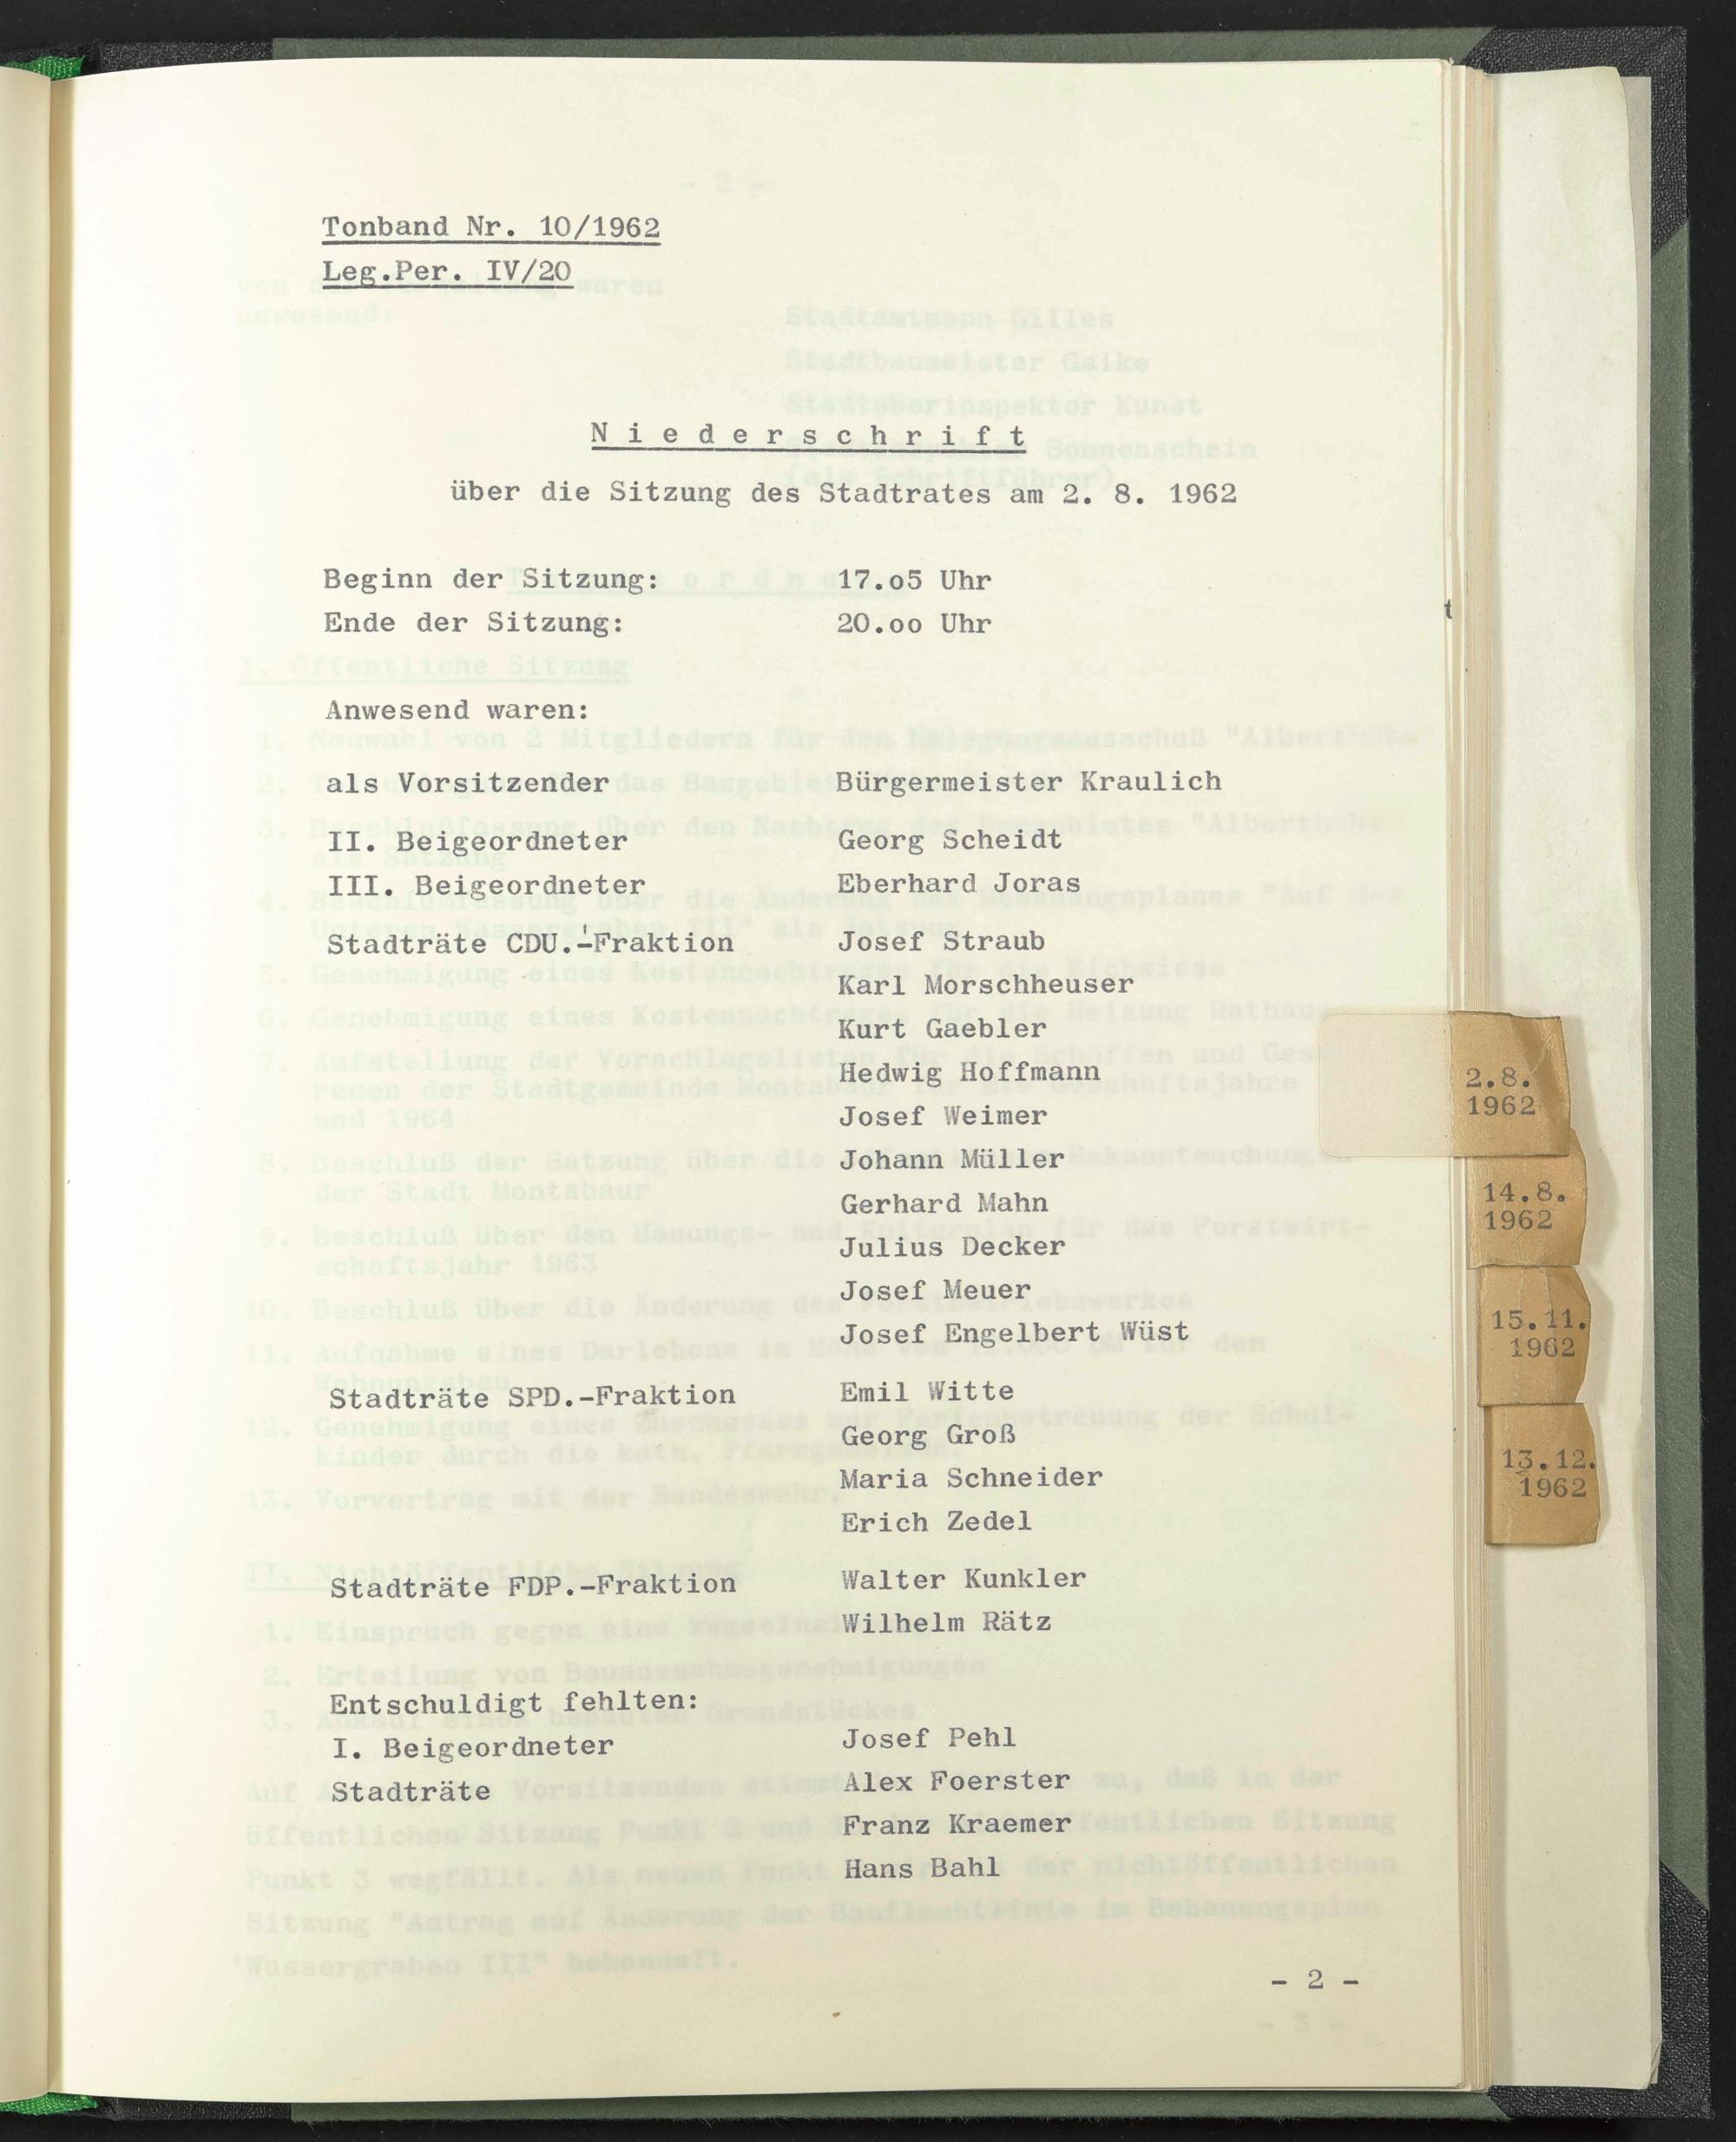 Tonband Nr. 10/1962
Leg.Per. IV/20
N i e d e r s c h r i f t
über die Sitzung des Stadtrates am 2. 8. 1962
Beginn der Sitzung: 17.o5 Uhr
Ende der Sitzung: 20.oo Uhr
Anwesend waren:
als Vorsitzender Bürgermeister Kraulich
II. Beigeordneter Georg Scheidt
III. Beigeordneter Eberhard Joras
Stadträte CDU.-Fraktion Josef Straub
Karl Morschheuser
Kurt Gaebler
Hedwig Hoffmann
Josef Weimer
Johann Müller
Gerhard Mahn
Julius Decker
Josef Meuer
Josef Engelbert Wüst
Stadträte SPD.-Fraktion Emil Witte
Georg Groß
Maria Schneider
Erich Zedel
Stadträte FDP.-Fraktion Walter Kunkler
Wilhelm Rätz
Entschuldigt fehlten:
I. Beigeordneter Josef Pehl
Stadträte Alex Foerster
Franz Kraemer
Hans Bahl
- 2 -
2.8.
1962
14.8.
1962
15.11.
1962
13.12.
1962